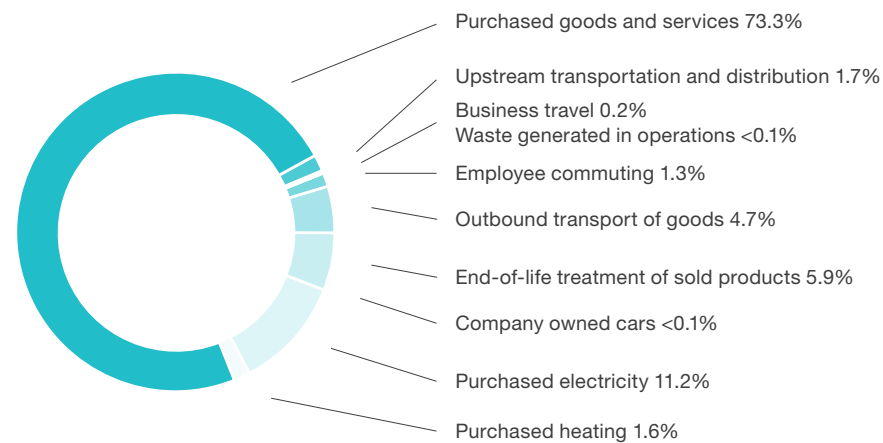 Purchased goods and services 73.3%
Upstream transportation and distribution 1.7%
Business travel 0.2%
Waste generated in operations <0.1%
Employee commuting 1.3%
Outbound transport of goods 4.7%
End-of-life treatment of sold products 5.9%
Company owned cars <0.1%
Purchased electricity 11.2%
Purchased heating 1.6%